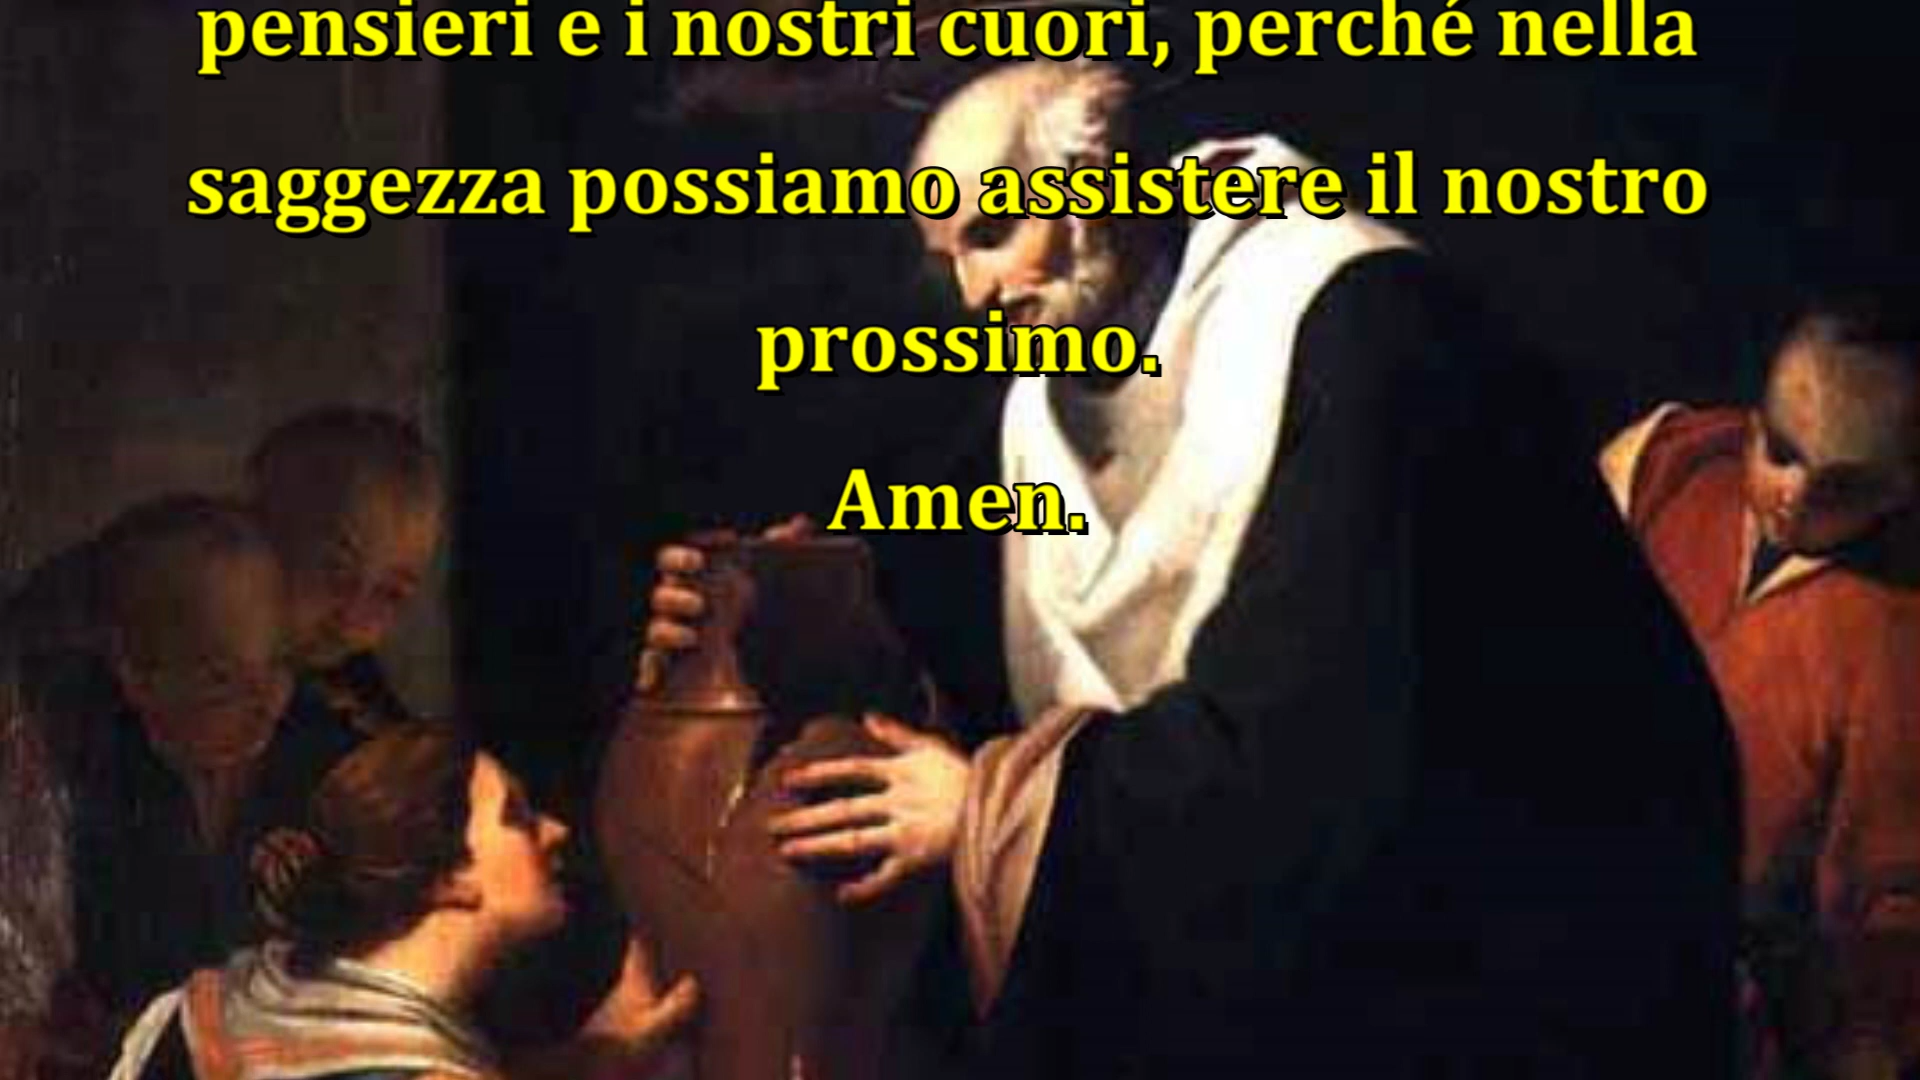 pensieri e i nostri cuori, perché nella
saggezza possiamo assistere il nostro
prossimo.
Amen.